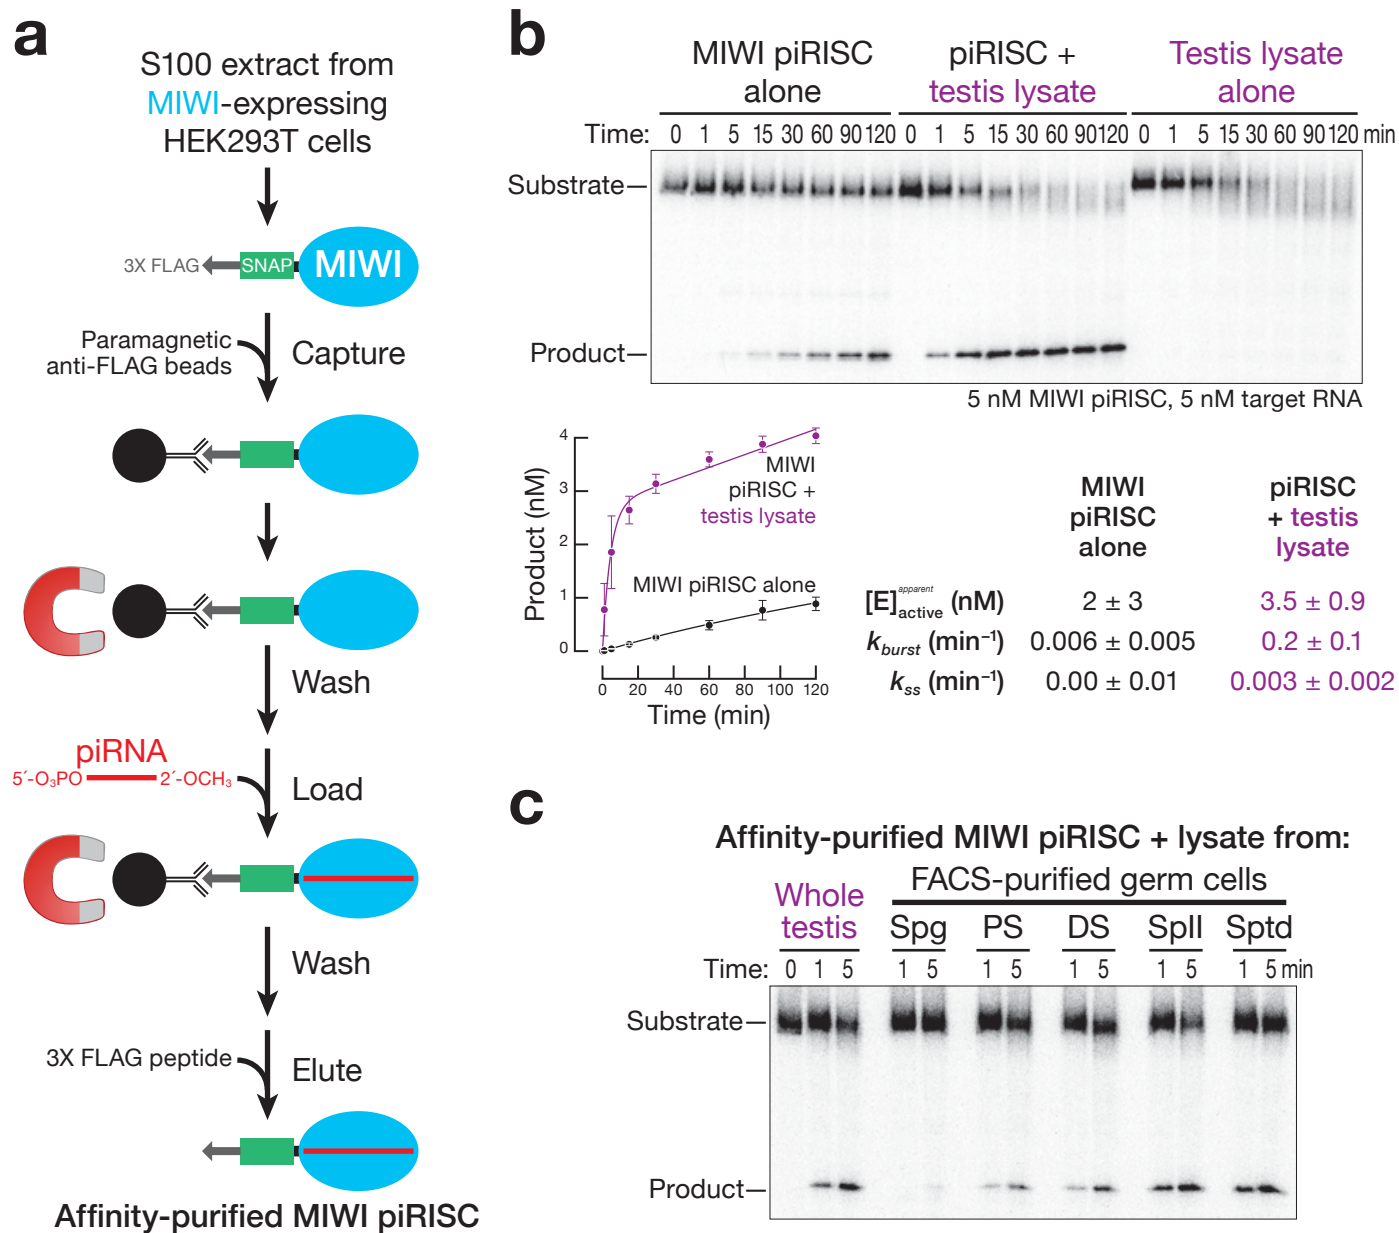 a
S100 extract from
MIWI-expressing
HEK293T cells
3X FLAG
SNAP
MIWI
Paramagnetic
anti-FLAG beads
Capture
Wash
piRNA
5´-O₃PO
2´-OCH₃
Load
Wash
3X FLAG peptide
Elute
Affinity-purified MIWI piRISC
b
MIWI piRISC
alone
piRISC +
testis lysate
Testis lysate
alone
Time: 0 1 5 15 30 60 90 120 0 1 5 15 30 60 90 120 0 1 5 15 30 60 90 120 min
Substrate
Product
5 nM MIWI piRISC, 5 nM target RNA
Product (nM)
4
3
2
1
0
MIWI
piRISC +
testis lysate
MIWI piRISC alone
0 20 40 60 80 100 120
Time (min)
MIWI
piRISC
alone
piRISC
+ testis
lysate
[E]active apparent (nM) 2 ± 3 3.5 ± 0.9
kburst (min⁻¹) 0.006 ± 0.005 0.2 ± 0.1
kss (min⁻¹) 0.00 ± 0.01 0.003 ± 0.002
c
Affinity-purified MIWI piRISC + lysate from:
Whole
testis
FACS-purified germ cells
Spg PS DS SpII Sptd
Time: 0 1 5 1 5 1 5 1 5 1 5 1 5 min
Substrate
Product